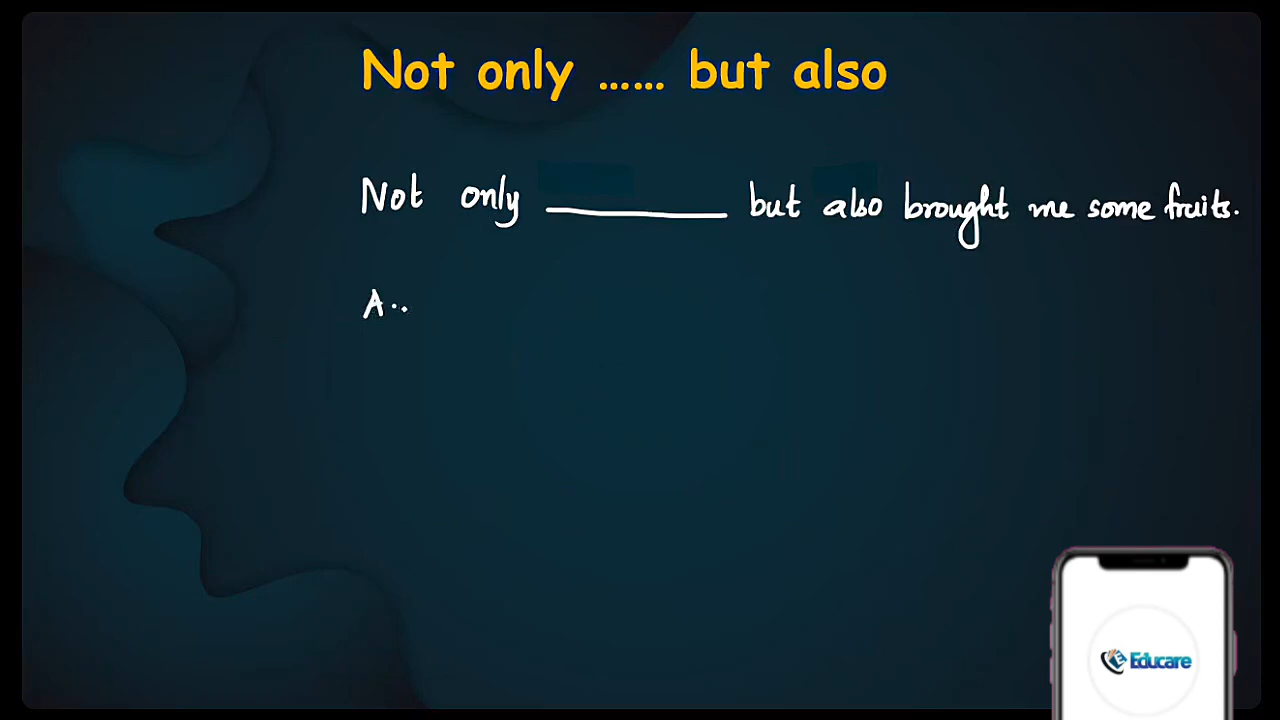 Not only ...... but also
Not only ________ but also brought me some fruits.
A..
Educare